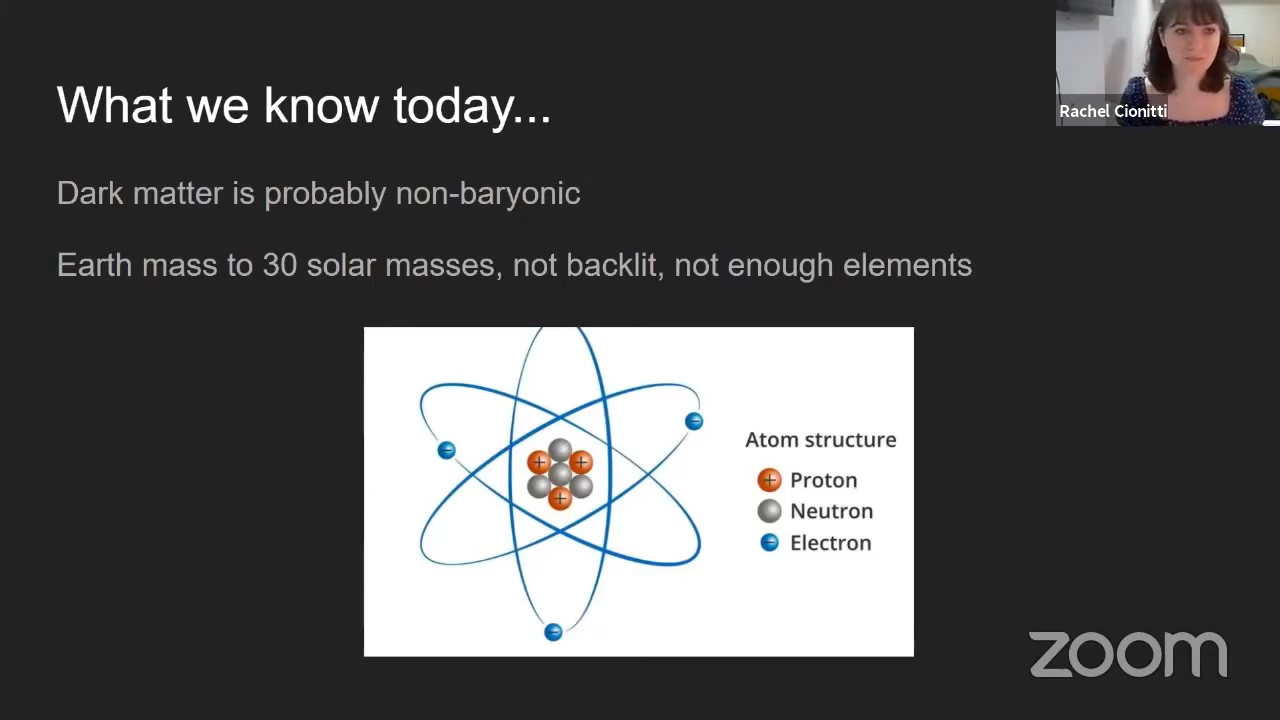 What we know today...
Rachel Cionitti
Dark matter is probably non-baryonic
Earth mass to 30 solar masses, not backlit, not enough elements
Atom structure
+ Proton
Neutron
− Electron
zoom